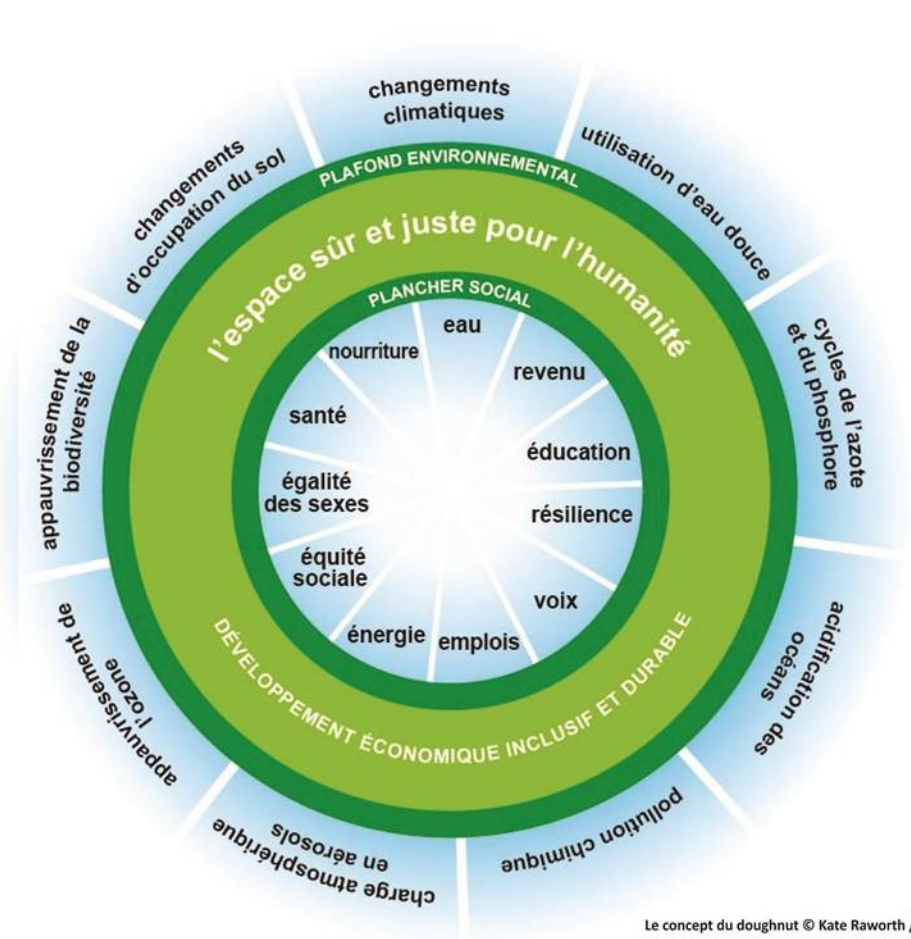 changements
climatiques
utilisation d'eau douce
cycles de l'azote
et du phosphore
acidification des
océans
pollution chimique
charge atmosphérique
en aérosols
appauvrissement de
l'ozone
appauvrissement de la
biodiversité
changements
d'occupation du sol
PLAFOND ENVIRONNEMENTAL
l'espace sûr et juste pour l'humanité
PLANCHER SOCIAL
eau
revenu
éducation
résilience
voix
emplois
énergie
équité
sociale
égalité
des sexes
santé
nourriture
DÉVELOPPEMENT ÉCONOMIQUE INCLUSIF ET DURABLE
Le concept du doughnut © Kate Raworth /